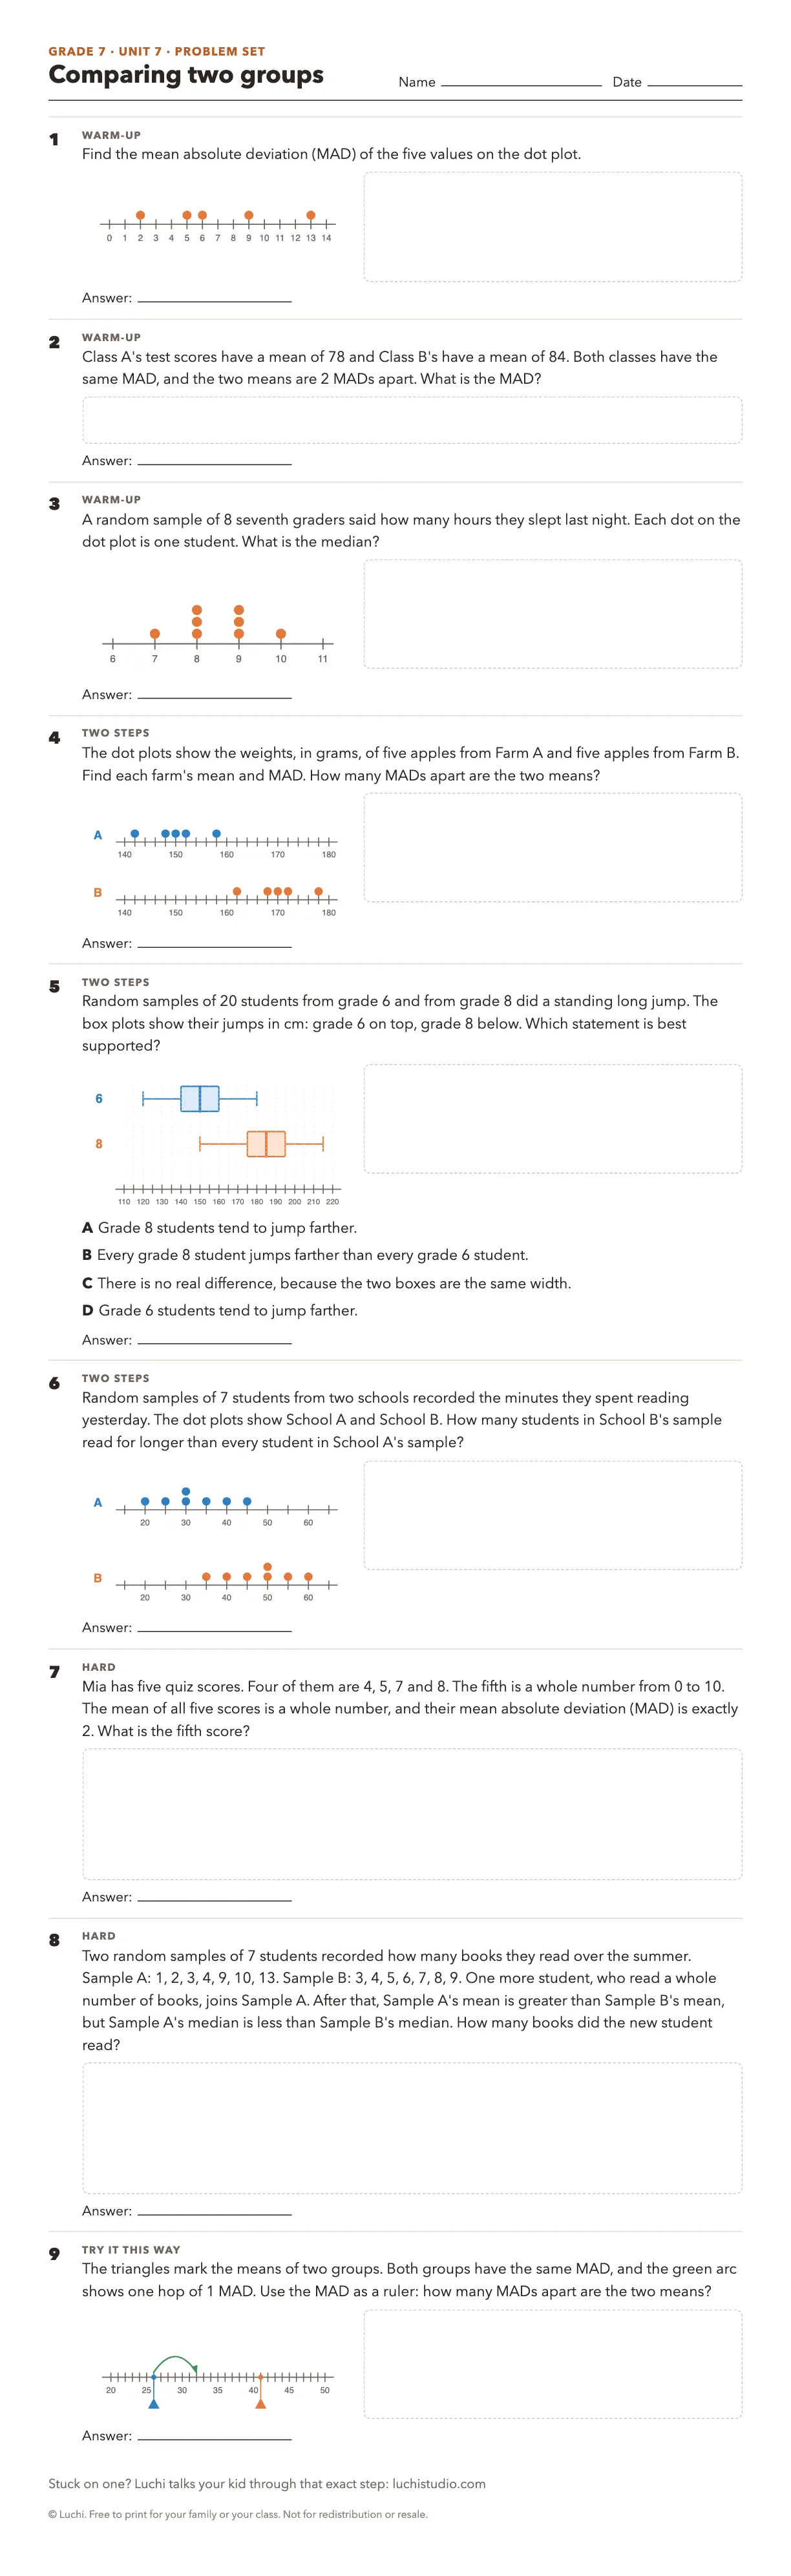 GRADE 7 · UNIT 7 · PROBLEM SET
Comparing two groups
Name
Date
1
WARM-UP
Find the mean absolute deviation (MAD) of the five values on the dot plot.
0 1 2 3 4 5 6 7 8 9 10 11 12 13 14
Answer:
2
WARM-UP
Class A's test scores have a mean of 78 and Class B's have a mean of 84. Both classes have the
same MAD, and the two means are 2 MADs apart. What is the MAD?
Answer:
3
WARM-UP
A random sample of 8 seventh graders said how many hours they slept last night. Each dot on the
dot plot is one student. What is the median?
6 7 8 9 10 11
Answer:
4
TWO STEPS
The dot plots show the weights, in grams, of five apples from Farm A and five apples from Farm B.
Find each farm's mean and MAD. How many MADs apart are the two means?
A
140 150 160 170 180
B
140 150 160 170 180
Answer:
5
TWO STEPS
Random samples of 20 students from grade 6 and from grade 8 did a standing long jump. The
box plots show their jumps in cm: grade 6 on top, grade 8 below. Which statement is best
supported?
6
8
110 120 130 140 150 160 170 180 190 200 210 220
A Grade 8 students tend to jump farther.
B Every grade 8 student jumps farther than every grade 6 student.
C There is no real difference, because the two boxes are the same width.
D Grade 6 students tend to jump farther.
Answer:
6
TWO STEPS
Random samples of 7 students from two schools recorded the minutes they spent reading
yesterday. The dot plots show School A and School B. How many students in School B's sample
read for longer than every student in School A's sample?
A
20 30 40 50 60
B
20 30 40 50 60
Answer:
7
HARD
Mia has five quiz scores. Four of them are 4, 5, 7 and 8. The fifth is a whole number from 0 to 10.
The mean of all five scores is a whole number, and their mean absolute deviation (MAD) is exactly
2. What is the fifth score?
Answer:
8
HARD
Two random samples of 7 students recorded how many books they read over the summer.
Sample A: 1, 2, 3, 4, 9, 10, 13. Sample B: 3, 4, 5, 6, 7, 8, 9. One more student, who read a whole
number of books, joins Sample A. After that, Sample A's mean is greater than Sample B's mean,
but Sample A's median is less than Sample B's median. How many books did the new student
read?
Answer:
9
TRY IT THIS WAY
The triangles mark the means of two groups. Both groups have the same MAD, and the green arc
shows one hop of 1 MAD. Use the MAD as a ruler: how many MADs apart are the two means?
20 25 30 35 40 45 50
Answer:
Stuck on one? Luchi talks your kid through that exact step: luchistudio.com
© Luchi. Free to print for your family or your class. Not for redistribution or resale.